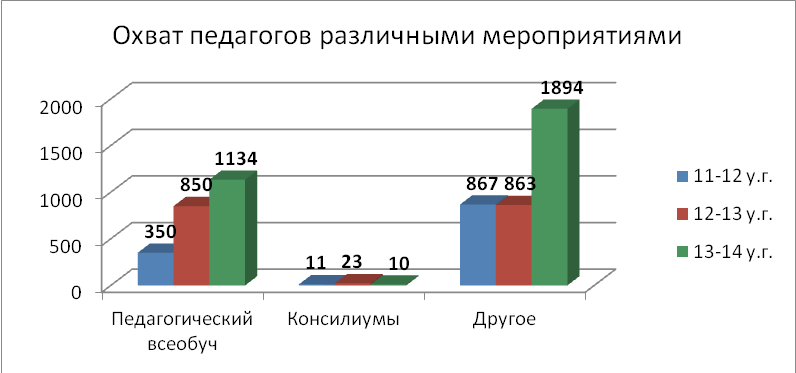 Охват педагогов различными мероприятиями
2000
1500
1000
500
0
350
850
1134
11
23
10
867
863
1894
Педагогический
всеобуч
Консилиумы
Другое
11-12 у.г.
12-13 у.г.
13-14 у.г.